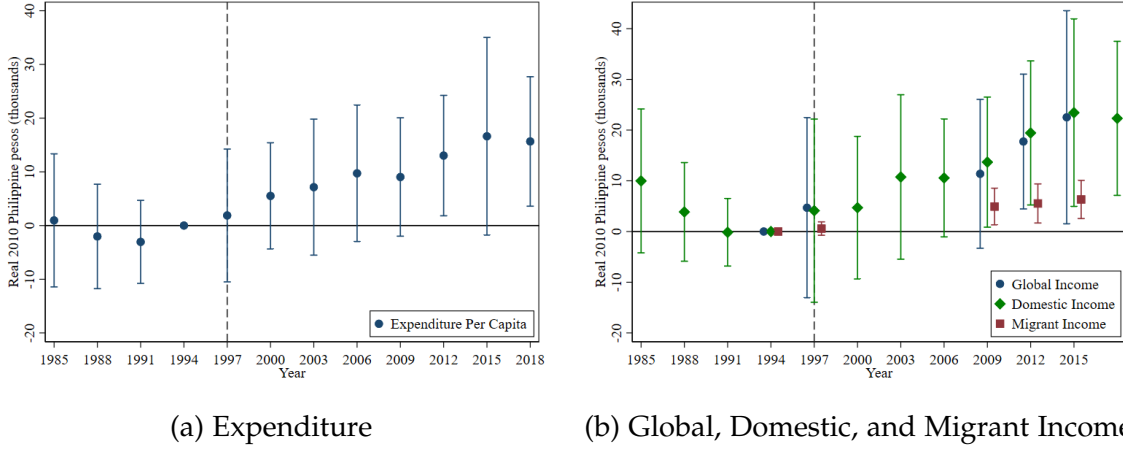 Real 2010 Philippine pesos (thousands)
40
30
20
10
0
-10
-20
Expenditure Per Capita
1985 1988 1991 1994 1997 2000 2003 2006 2009 2012 2015 2018
Year
(a) Expenditure
Real 2010 Philippine pesos (thousands)
40
30
20
10
0
-10
-20
Global Income
Domestic Income
Migrant Income
1985 1988 1991 1994 1997 2000 2003 2006 2009 2012 2015
Year
(b) Global, Domestic, and Migrant Income